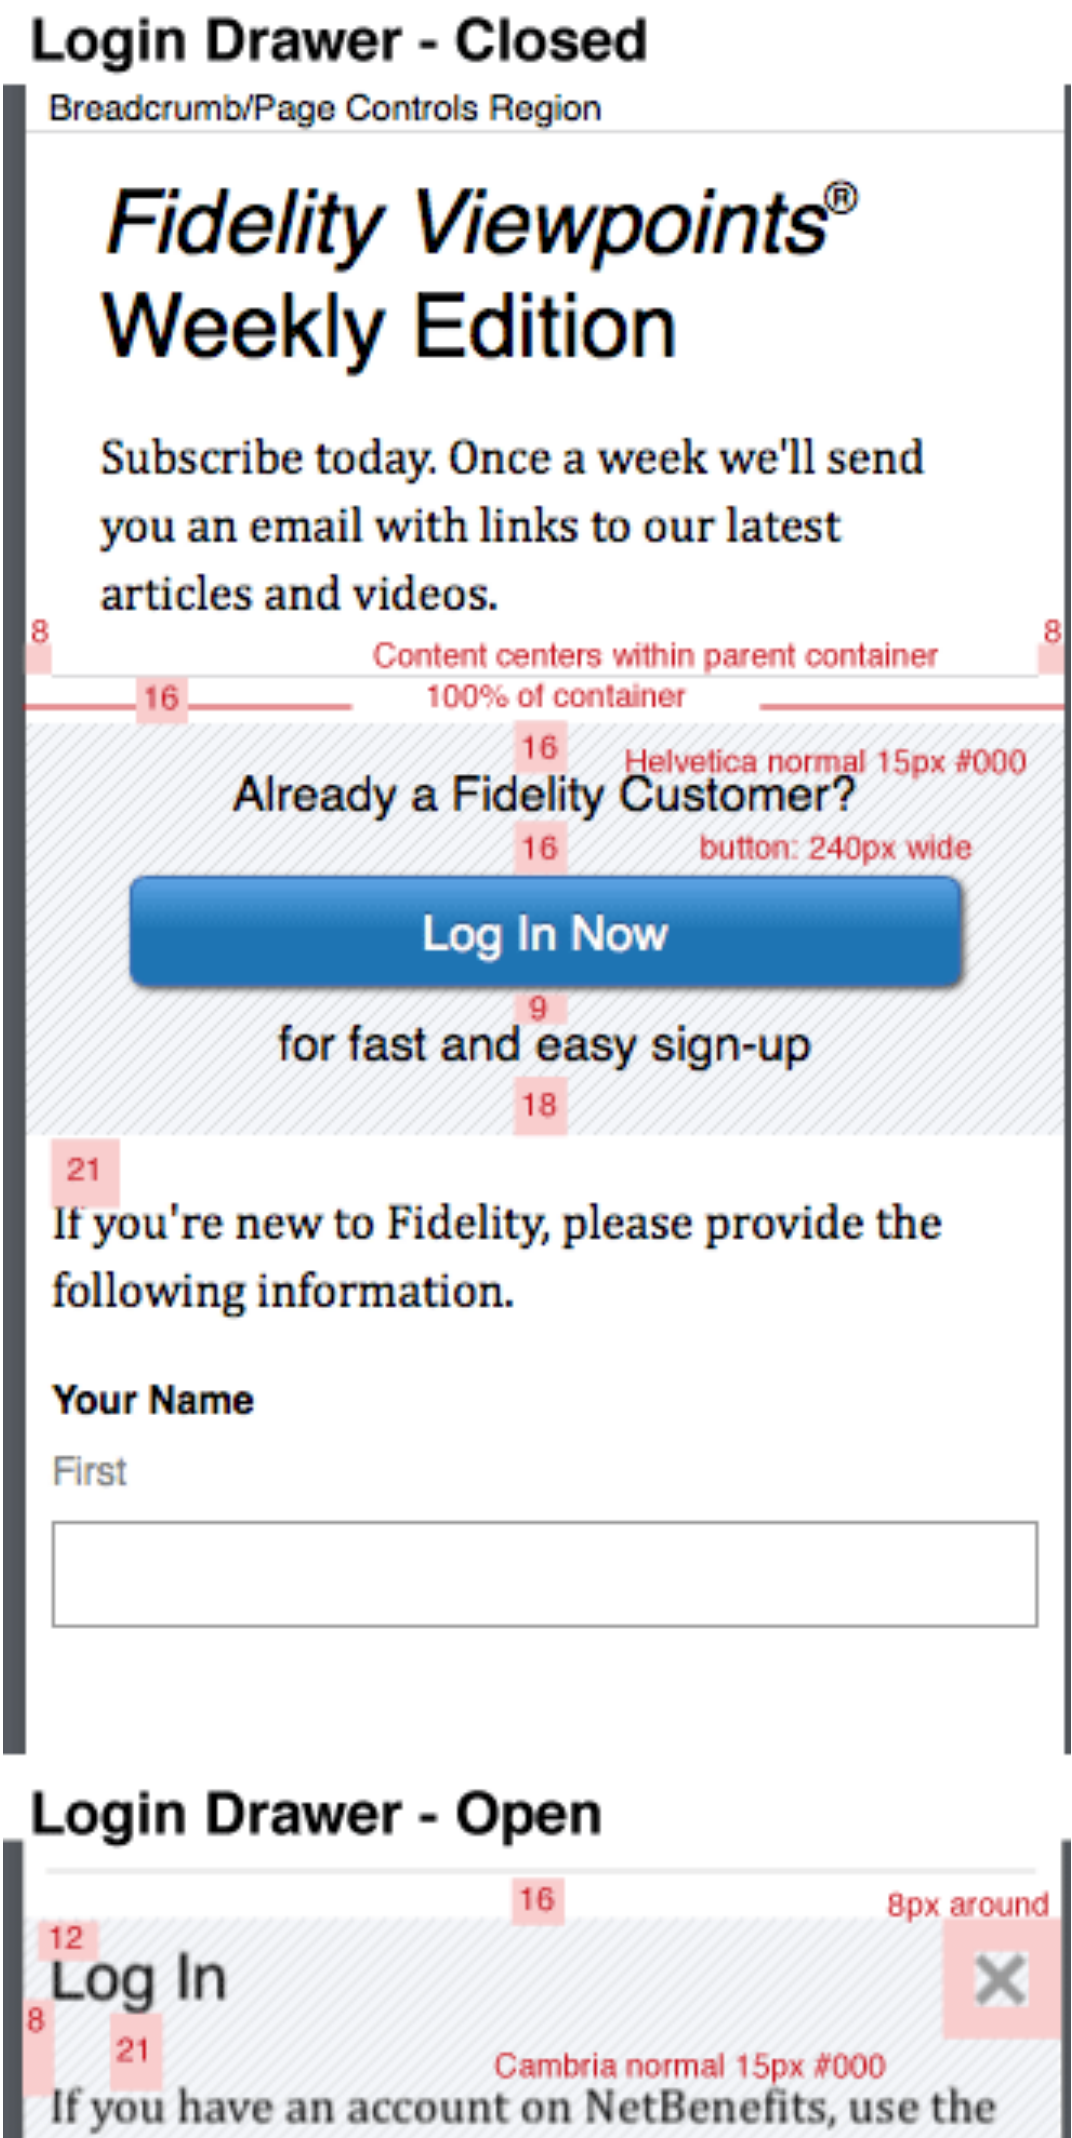 Login Drawer - Closed
Breadcrumb/Page Controls Region
Fidelity Viewpoints®
Weekly Edition
Subscribe today. Once a week we'll send
you an email with links to our latest
articles and videos.
8
8
Content centers within parent container
16
100% of container
16
Helvetica normal 15px #000
Already a Fidelity Customer?
16
button: 240px wide
Log In Now
9
for fast and easy sign-up
18
21
If you're new to Fidelity, please provide the
following information.
Your Name
First
Login Drawer - Open
16
8px around
12
Log In
8
21
Cambria normal 15px #000
If you have an account on NetBenefits, use the